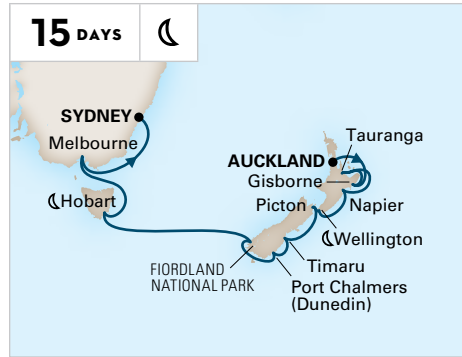 15 DAYS
SYDNEY
Melbourne
Tauranga
AUCKLAND
Gisborne
Picton
Napier
Hobart
Wellington
FIORDLAND
NATIONAL PARK
Timaru
Port Chalmers
(Dunedin)